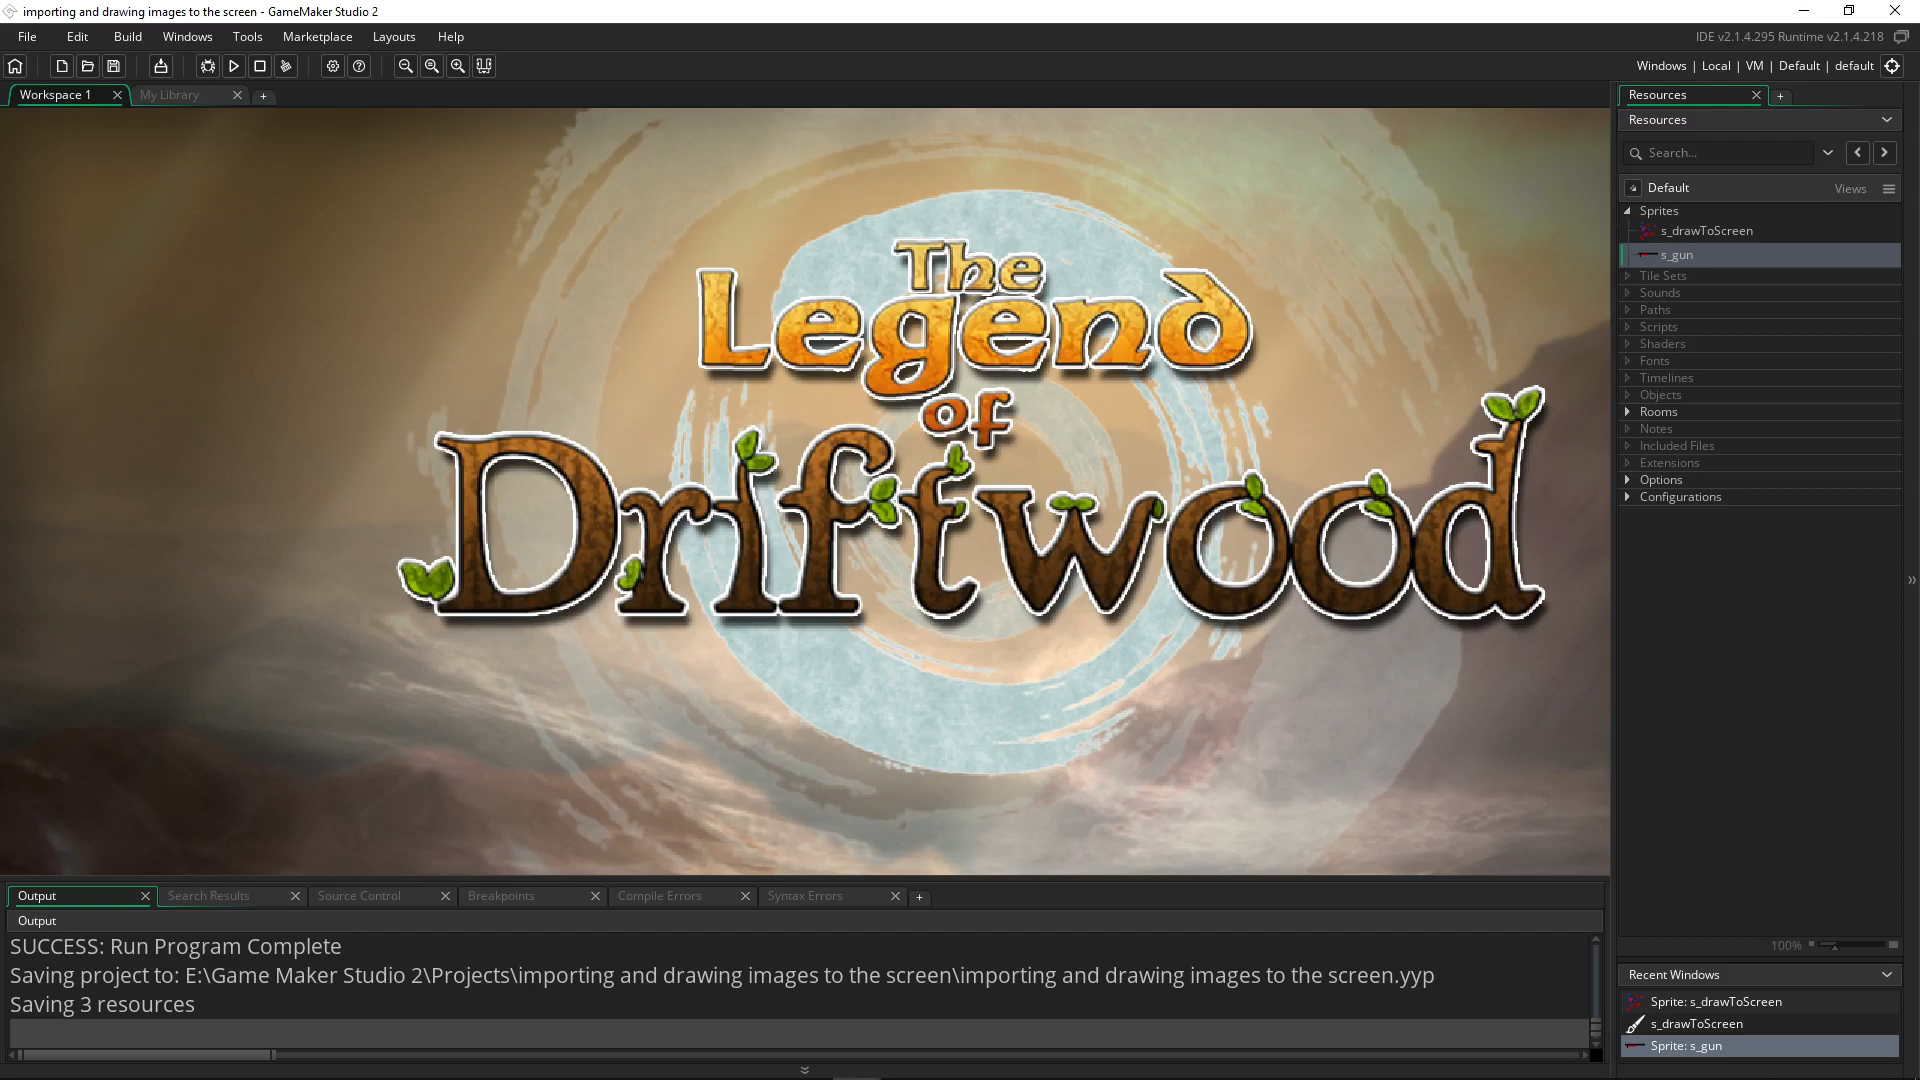 importing and drawing images to the screen - GameMaker Studio 2
File Edit Build Windows Tools Marketplace Layouts Help
IDE v2.1.4.295 Runtime v2.1.4.218
Windows | Local | VM | Default | default
Workspace 1
My Library
The
Legend
of
Driftwood
Resources
Resources
Search...
Default
Views
Sprites
s_drawToScreen
s_gun
Tile Sets
Sounds
Paths
Scripts
Shaders
Fonts
Timelines
Objects
Rooms
Notes
Included Files
Extensions
Options
Configurations
100%
Recent Windows
Sprite: s_drawToScreen
s_drawToScreen
Sprite: s_gun
Output
Search Results
Source Control
Breakpoints
Compile Errors
Syntax Errors
Output
SUCCESS: Run Program Complete
Saving project to: E:\Game Maker Studio 2\Projects\importing and drawing images to the screen\importing and drawing images to the screen.yyp
Saving 3 resources